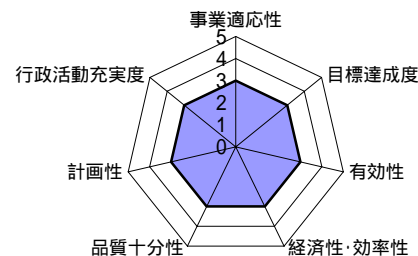 事業適応性
5
4
3
2
1
0
行政活動充実度
目標達成度
計画性
有効性
品質十分性
経済性･効率性